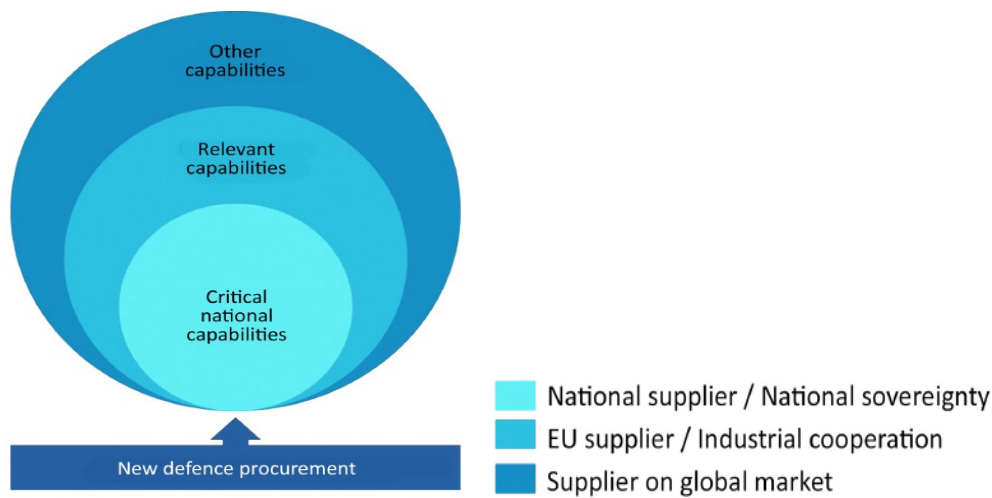 Other
capabilities
Relevant
capabilities
Critical
national
capabilities
New defence procurement
National supplier / National sovereignty
EU supplier / Industrial cooperation
Supplier on global market